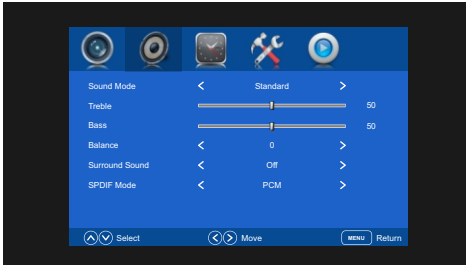 Sound Mode < Standard >
Treble 50
Bass 50
Balance < 0 >
Surround Sound < Off >
SPDIF Mode < PCM >
Select Move MENU Return